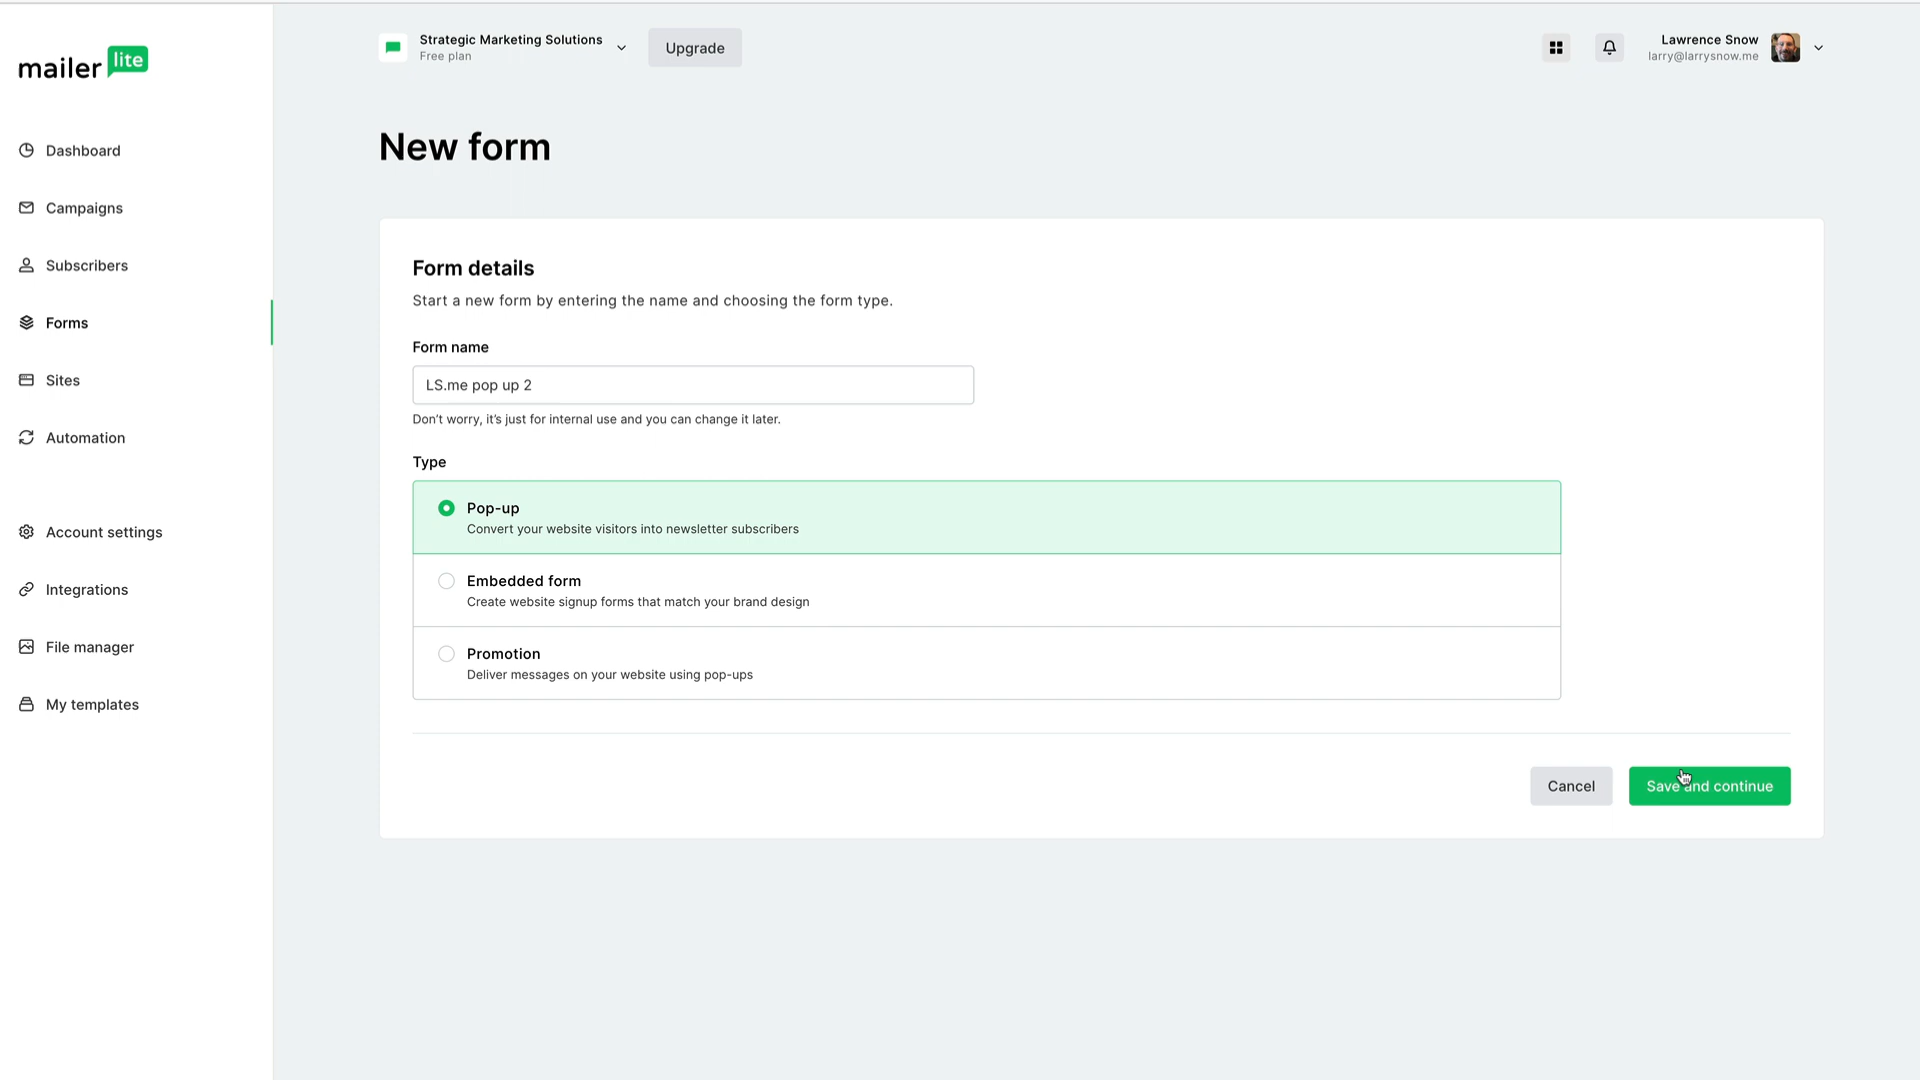 mailer lite
Strategic Marketing Solutions
Free plan
Upgrade
Lawrence Snow
larry@larrysnow.me
Dashboard
Campaigns
Subscribers
Forms
Sites
Automation
Account settings
Integrations
File manager
My templates
New form
Form details
Start a new form by entering the name and choosing the form type.
Form name
LS.me pop up 2
Don't worry, it's just for internal use and you can change it later.
Type
Pop-up
Convert your website visitors into newsletter subscribers
Embedded form
Create website signup forms that match your brand design
Promotion
Deliver messages on your website using pop-ups
Cancel
Save and continue